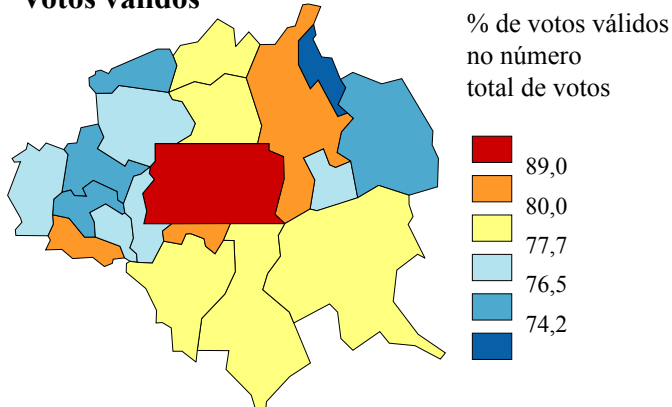 votos válidos
% de votos válidos
no número
total de votos
89,0
80,0
77,7
76,5
74,2